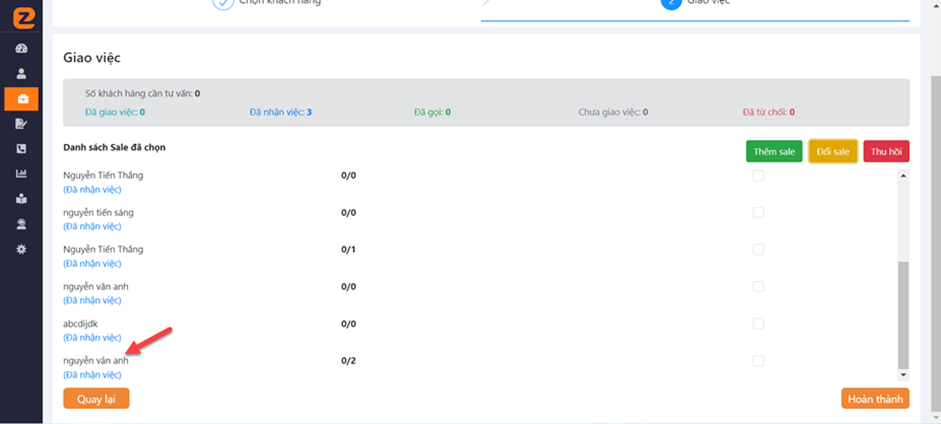 Chọn khách hàng
2 Giao việc
Giao việc
Số khách hàng cần tư vấn: 0
Đã giao việc: 0 Đã nhận việc: 3 Đã gọi: 0 Chưa giao việc: 0 Đã từ chối: 0
Danh sách Sale đã chọn Thêm sale Đổi sale Thu hồi
Nguyễn Tiến Thắng 0/0
(Đã nhận việc)
nguyễn tiến sáng 0/0
(Đã nhận việc)
Nguyễn Tiến Thắng 0/1
(Đã nhận việc)
nguyễn vân anh 0/0
(Đã nhận việc)
abcdijdk 0/0
(Đã nhận việc)
nguyễn vân anh 0/2
(Đã nhận việc)
Quay lại Hoàn thành